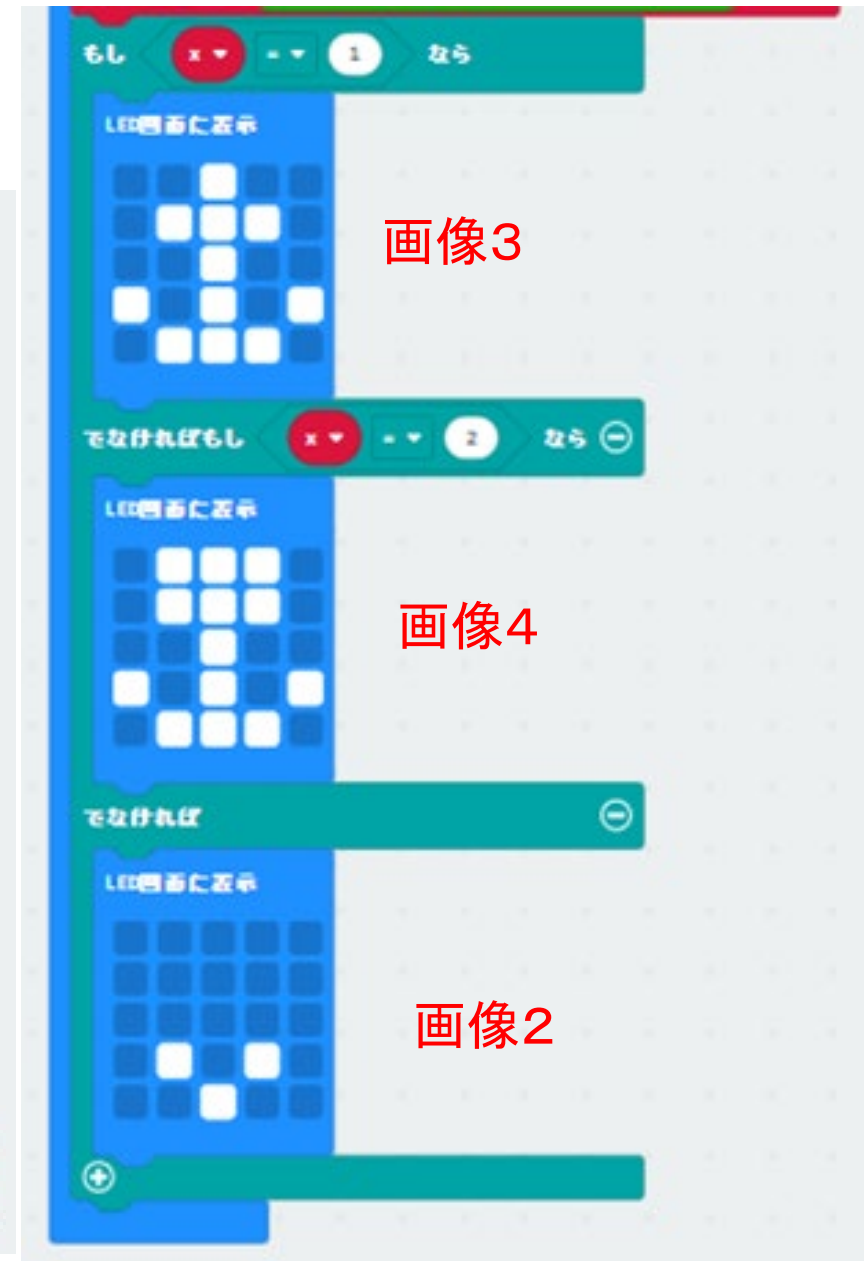 もし x = 1 なら
LED画面に表示
画像3
でなければもし x = 2 なら
LED画面に表示
画像4
でなければ
LED画面に表示
画像2